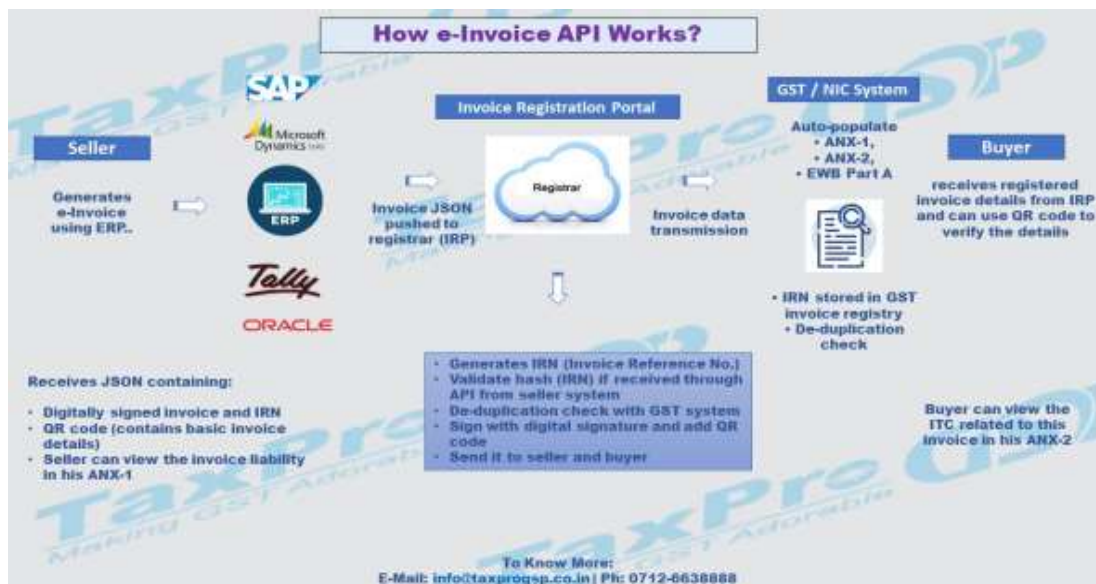 How e-Invoice API Works?
SAP
Microsoft
Dynamics
ERP
Tally
ORACLE
Seller
Generates
e-Invoice
using ERP..
Invoice JSON
pushed to
registrar (IRP)
Invoice Registration Portal
Registrar
Invoice data
transmission
GST / NIC System
Auto-populate
• ANX-1,
• ANX-2,
• EWB Part A
• IRN stored in GST
invoice registry
• De-duplication
check
Buyer
receives registered
invoice details from IRP
and can use QR code to
verify the details
Receives JSON containing:
• Digitally signed invoice and IRN
• QR code (contains basic invoice
details)
• Seller can view the invoice liability
in his ANX-1
• Generates IRN (Invoice Reference No.)
• Validate hash (IRN) if received through
API from seller system
• De-duplication check with GST system
• Sign with digital signature and add QR
code
• Send it to seller and buyer
Buyer can view the
ITC related to this
invoice in his ANX-2
To Know More:
E-Mail: info@taxprogsp.co.in | Ph: 0712-6638888
TaxPro GSP
Making GST Adorable